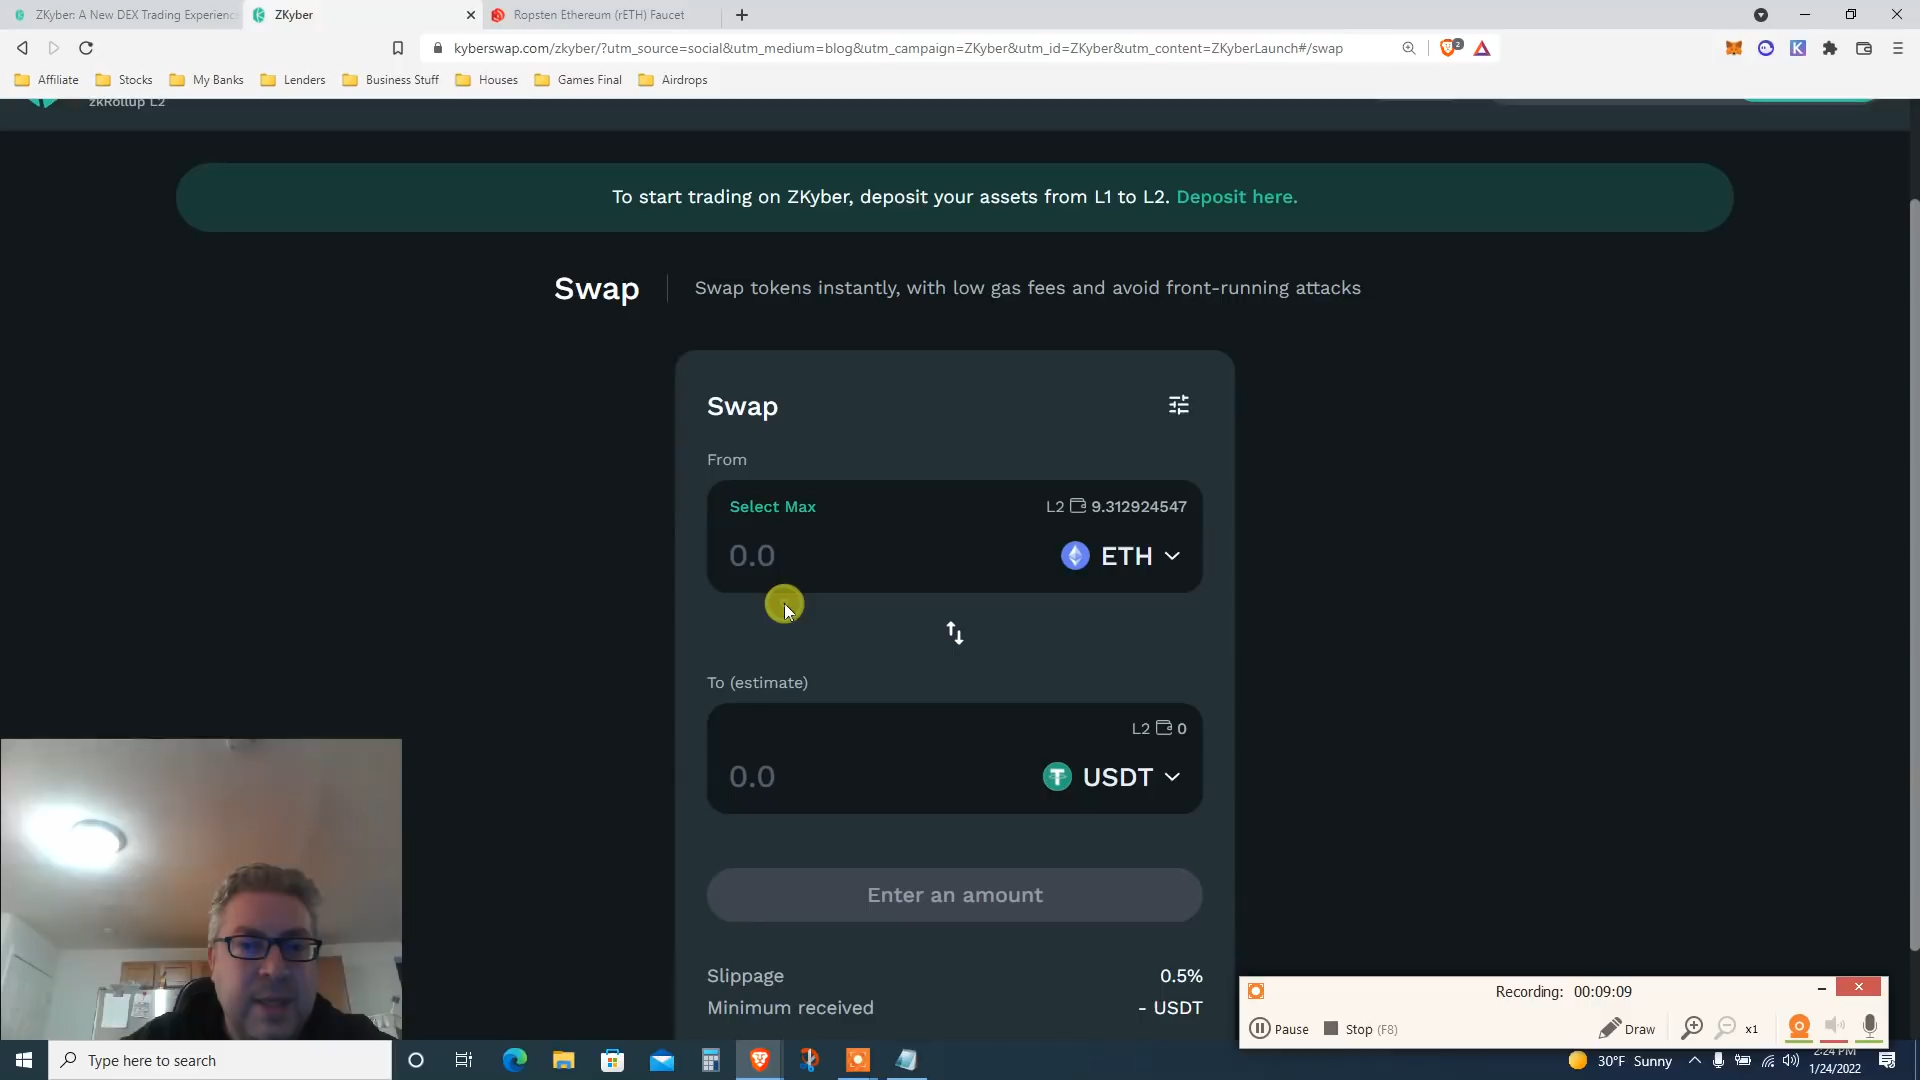 ZKyber: A New DEX Trading Experienc
ZKyber
Ropsten Ethereum (rETH) Faucet
kyberswap.com/zkyber/?utm_source=social&utm_medium=blog&utm_campaign=ZKyber&utm_id=ZKyber&utm_content=ZKyberLaunch#/swap
2
Affiliate
Stocks
My Banks
Lenders
Business Stuff
Houses
Games Final
Airdrops
zkRollup L2
To start trading on ZKyber, deposit your assets from L1 to L2. Deposit here.
Swap
Swap tokens instantly, with low gas fees and avoid front-running attacks
Swap
From
Select Max
L2 9.312924547
0.0
ETH
To (estimate)
L2 0
0.0
USDT
Enter an amount
Slippage
0.5%
Minimum received
- USDT
Recording: 00:09:09
Pause
Stop (F8)
Draw
x1
Type here to search
30°F Sunny
2:24 PM
1/24/2022